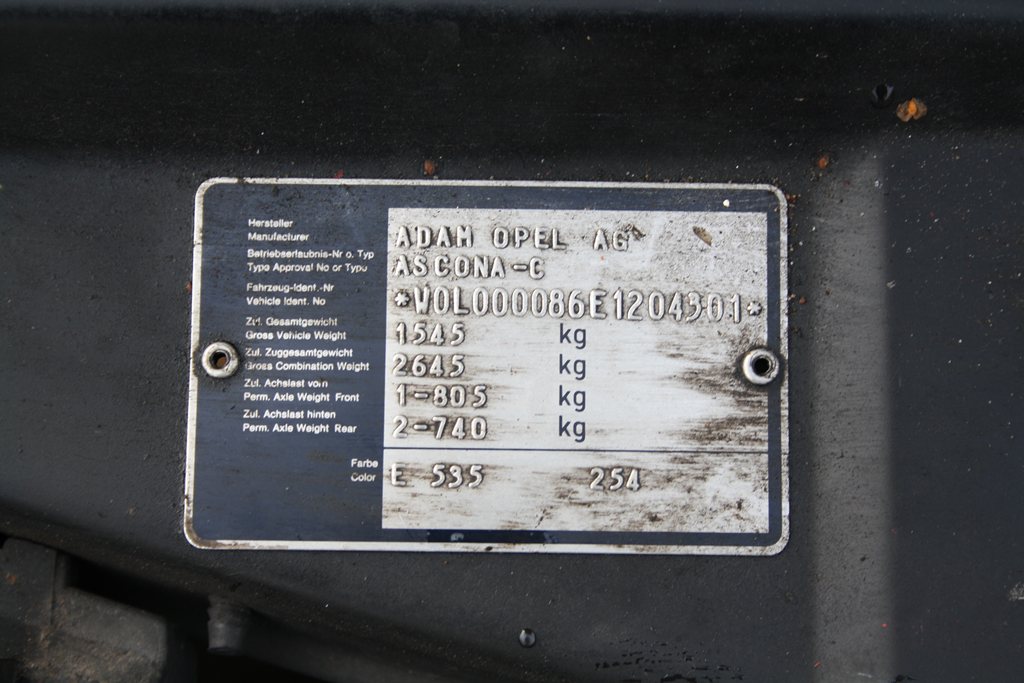 Hersteller
Manufacturer
ADAM OPEL AG
Betriebserlaubnis-Nr o. Typ
Type Approval No or Type
ASCONA-C
Fahrzeug-Ident.-Nr
Vehicle Ident. No
*W0L000086E1204301*
Zul. Gesamtgewicht
Gross Vehicle Weight
1545 kg
Zul. Zuggesamtgewicht
Gross Combination Weight
2645 kg
Zul. Achslast vorn
Perm. Axle Weight Front
1-805 kg
Zul. Achslast hinten
Perm. Axle Weight Rear
2-740 kg
Farbe
Color
E 535 254